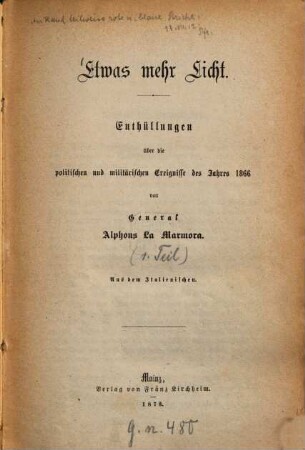 Etwas mehr Licht.
Enthüllungen
über die
politischen und militärischen Ereignisse des Jahres 1866
von
General
Alphons La Marmora.
(1. Teil)
Aus dem Italienischen.
Mainz,
Verlag von Franz Kirchheim.
1873.
g. n. 480